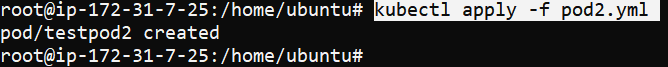 root@ip-172-31-7-25:/home/ubuntu# kubectl apply -f pod2.yml
pod/testpod2 created
root@ip-172-31-7-25:/home/ubuntu#